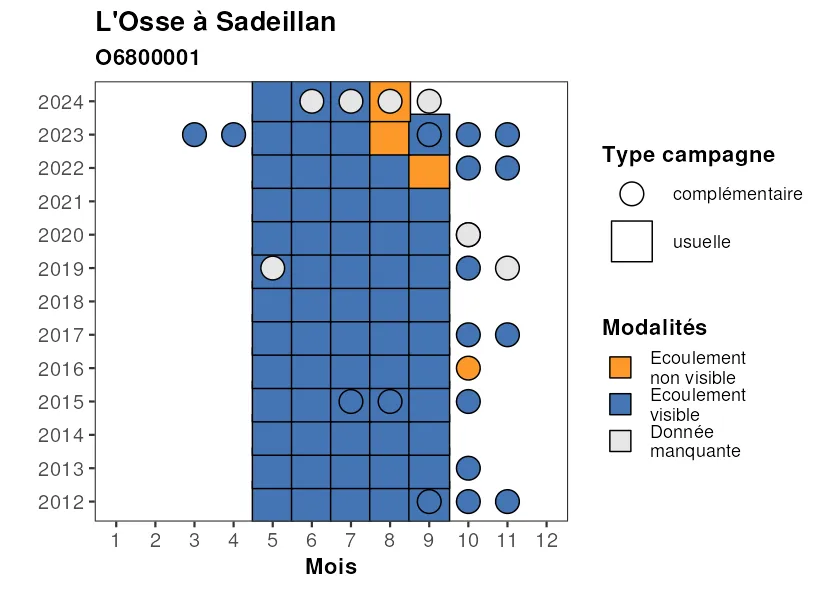 L'Osse à Sadeillan
O6800001
2024
2023
2022
2021
2020
2019
2018
2017
2016
2015
2014
2013
2012
1 2 3 4 5 6 7 8 9 10 11 12
Mois
Type campagne
complémentaire
usuelle
Modalités
Ecoulement
non visible
Ecoulement
visible
Donnée
manquante